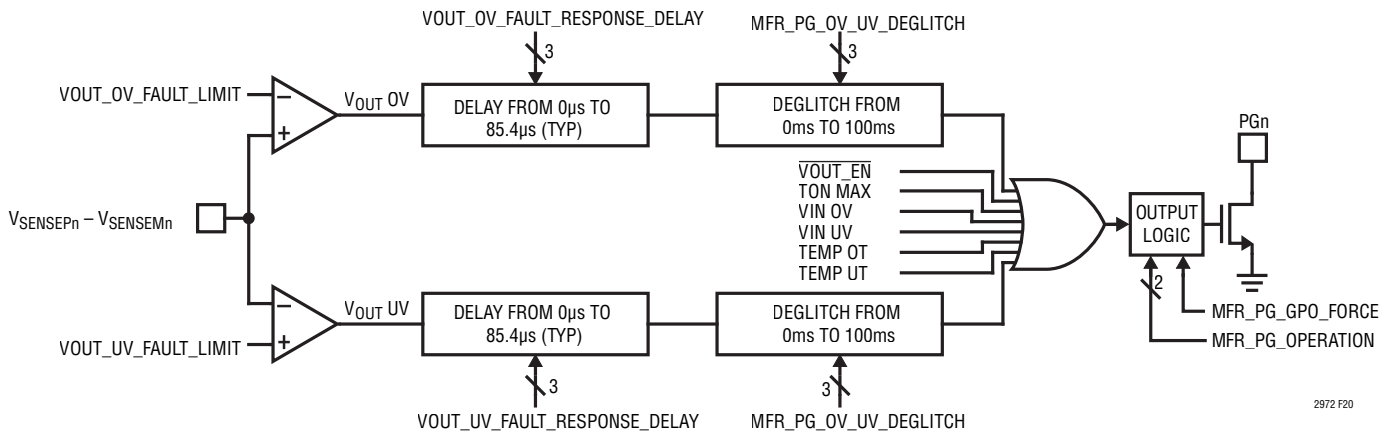 VOUT_OV_FAULT_RESPONSE_DELAY
MFR_PG_OV_UV_DEGLITCH
3
3
VOUT_OV_FAULT_LIMIT
−
+
VOUT OV
DELAY FROM 0µs TO
85.4µs (TYP)
DEGLITCH FROM
0ms TO 100ms
PGn
VOUT_EN
TON MAX
VIN OV
VIN UV
TEMP OT
TEMP UT
OUTPUT
LOGIC
VSENSEPn – VSENSEMn
2
−
+
VOUT UV
DELAY FROM 0µs TO
85.4µs (TYP)
DEGLITCH FROM
0ms TO 100ms
MFR_PG_GPO_FORCE
MFR_PG_OPERATION
VOUT_UV_FAULT_LIMIT
3
3
VOUT_UV_FAULT_RESPONSE_DELAY
MFR_PG_OV_UV_DEGLITCH
2972 F20